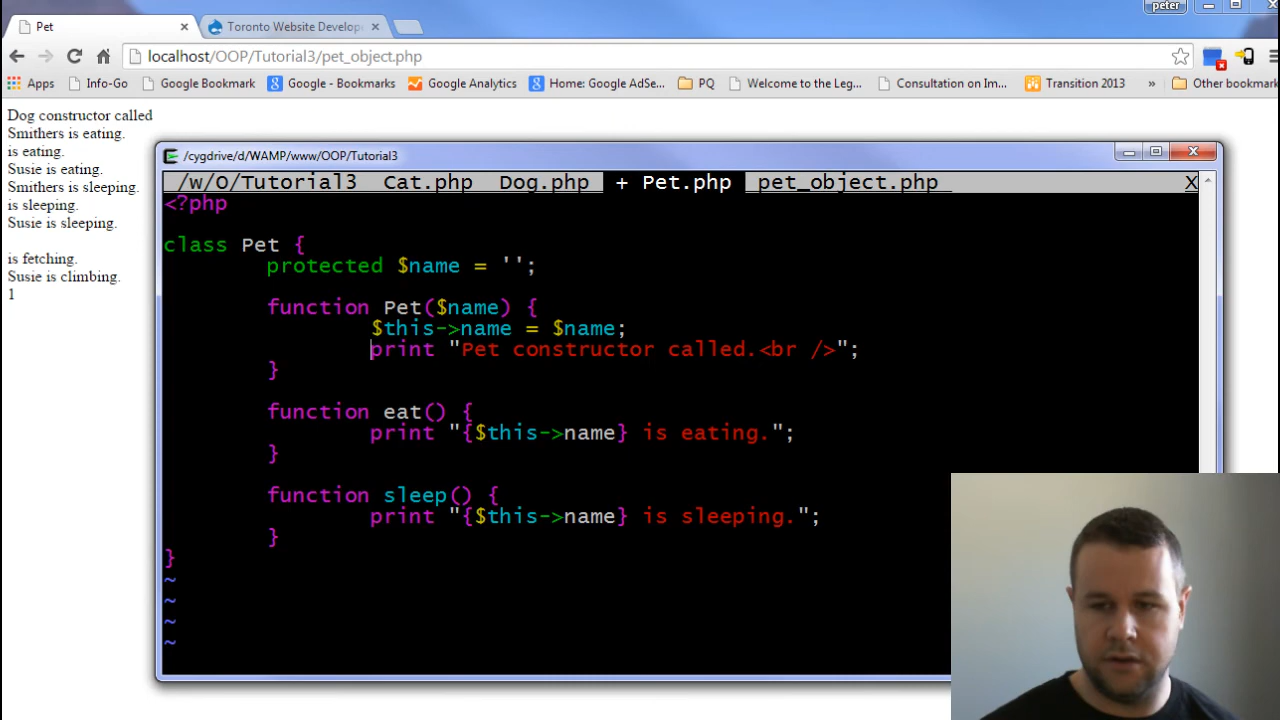 peter
Pet
Toronto Website Develop
localhost/OOP/Tutorial3/pet_object.php
Apps Info-Go Google Bookmark Google - Bookmarks Google Analytics Home: Google AdSe... PQ Welcome to the Leg... Consultation on Im... Transition 2013 » Other bookmark
Dog constructor called
Smithers is eating.
is eating.
Susie is eating.
Smithers is sleeping.
is sleeping.
Susie is sleeping.
is fetching.
Susie is climbing.
1
/cygdrive/d/WAMP/www/OOP/Tutorial3
/w/O/Tutorial3 Cat.php Dog.php + Pet.php pet_object.php X
<?php
class Pet {
protected $name = '';
function Pet($name) {
$this->name = $name;
print "Pet constructor called.<br />";
}
function eat() {
print "{$this->name} is eating.";
}
function sleep() {
print "{$this->name} is sleeping.";
}
}
~
~
~
~